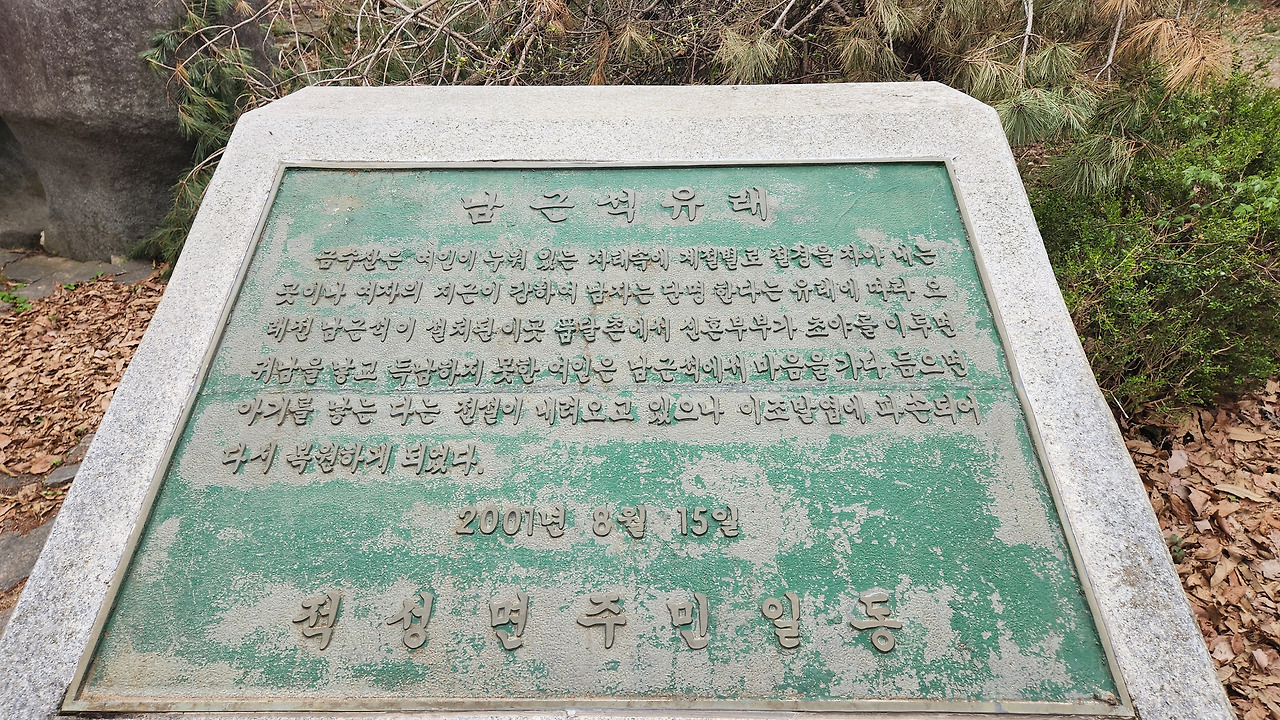 남근석유래
금수산은 여인이 누워 있는 자태속에 계절별로 절경을 자아 내는
곳이나 여자의 지근이 강하여 남자는 단명 한다는 유래에 따라 오
래전 남근석이 설치된 이곳 품달촌에서 신혼부부가 초야를 이루면
귀남을 낳고 득남하지 못한 여인은 남근석에서 마음을 가다 듬으면
아기를 낳는 다는 전설이 내려오고 있으나 이조말엽에 파손되어
다시 복원하게 되었다.
2001년 8월 15일
적성면주민일동